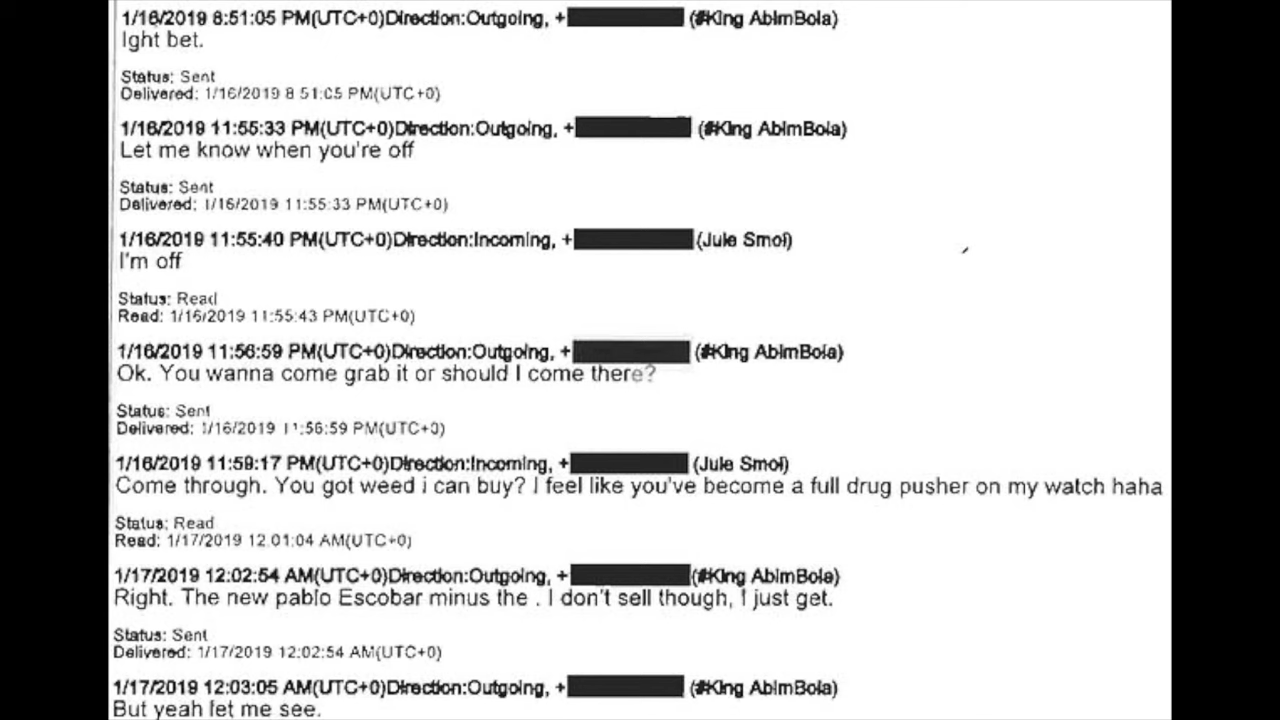 1/16/2019 8:51:05 PM(UTC+0)Direction:Outgoing, + (#King AbimBola)
Ight bet.
Status: Sent
Delivered: 1/16/2019 8:51:05 PM(UTC+0)
1/16/2019 11:55:33 PM(UTC+0)Direction:Outgoing, + (#King AbimBola)
Let me know when you're off
Status: Sent
Delivered: 1/16/2019 11:55:33 PM(UTC+0)
1/16/2019 11:55:40 PM(UTC+0)Direction:Incoming, + (Jule Smol)
I'm off
Status: Read
Read: 1/16/2019 11:55:43 PM(UTC+0)
1/16/2019 11:56:59 PM(UTC+0)Direction:Outgoing, + (#King AbimBola)
Ok. You wanna come grab it or should I come there?
Status: Sent
Delivered: 1/16/2019 11:56:59 PM(UTC+0)
1/16/2019 11:59:17 PM(UTC+0)Direction:Incoming, + (Jule Smol)
Come through. You got weed i can buy? I feel like you've become a full drug pusher on my watch haha
Status: Read
Read: 1/17/2019 12:01:04 AM(UTC+0)
1/17/2019 12:02:54 AM(UTC+0)Direction:Outgoing, + (#King AbimBola)
Right. The new pablo Escobar minus the . I don't sell though, I just get.
Status: Sent
Delivered: 1/17/2019 12:02:54 AM(UTC+0)
1/17/2019 12:03:05 AM(UTC+0)Direction:Outgoing, + (#King AbimBola)
But yeah let me see.